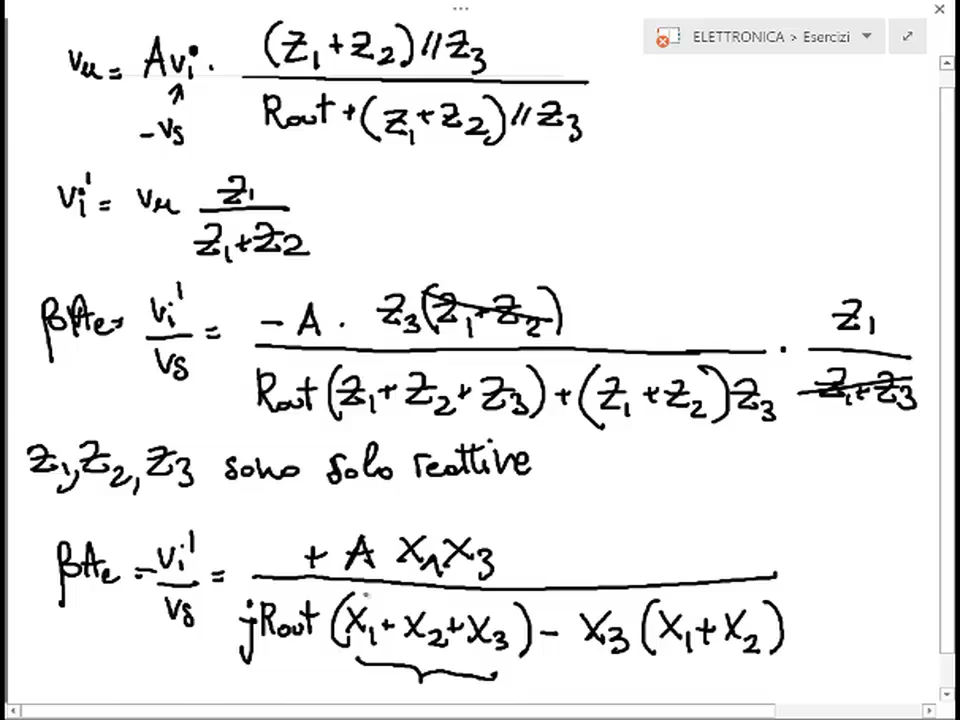 ELETTRONICA > Esercizi
vu = Avi · (Z1+Z2)//Z3 / Rout+(Z1+Z2)//Z3
↑
-vs
vi' = vu Z1 / Z1+Z2
βAe = vi'/vs = -A · Z3(Z1+Z2) / Rout(Z1+Z2+Z3)+(Z1+Z2)Z3 · Z1 / Z1+Z3
Z1, Z2, Z3 sono solo reattive
βAe = -vi'/vs = +A X1X3 / jRout(X1+X2+X3) - X3(X1+X2)